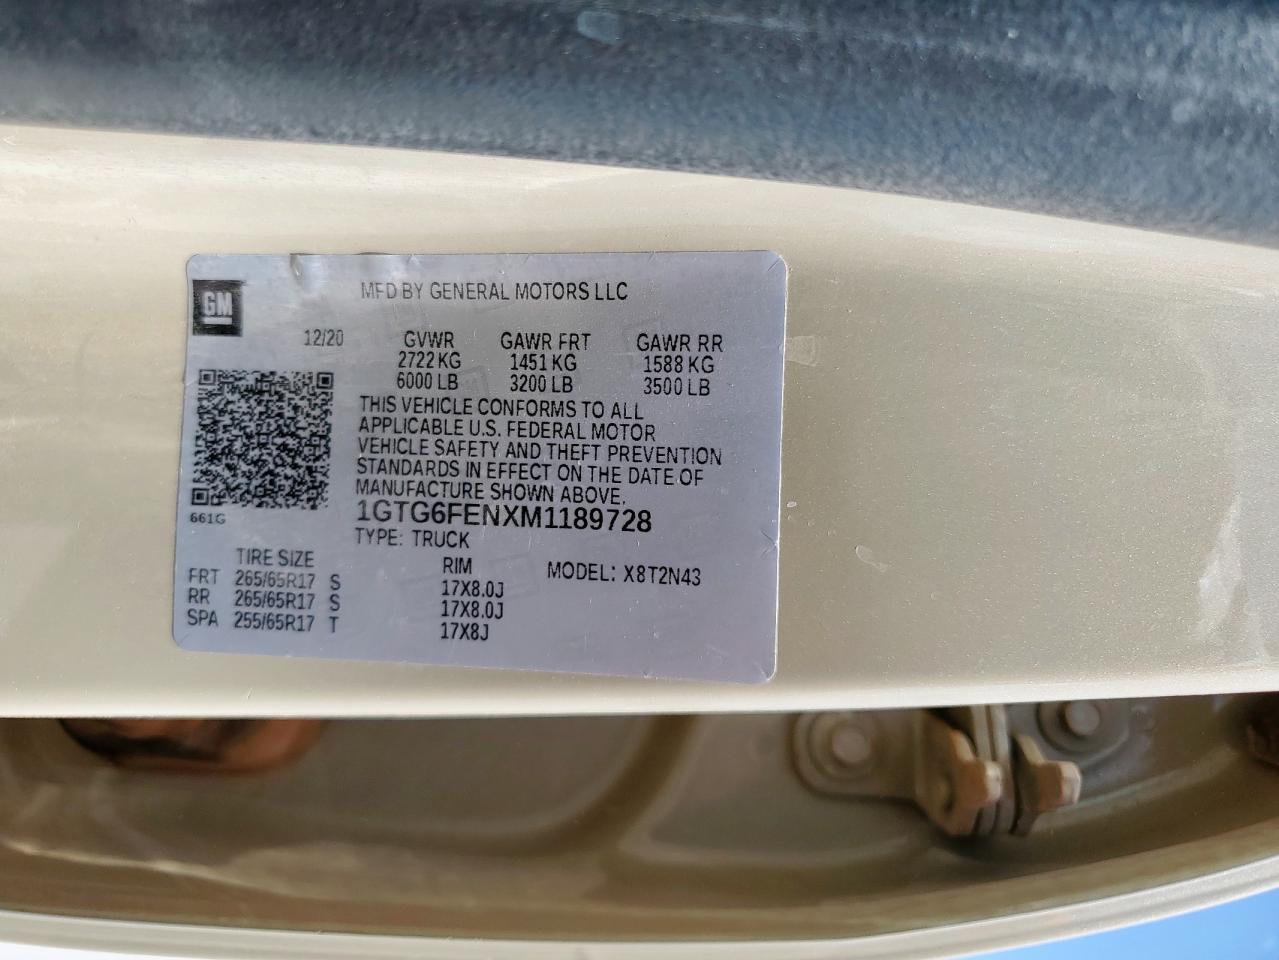 GM
MFD BY GENERAL MOTORS LLC
12/20 GVWR GAWR FRT GAWR RR
2722 KG 1451 KG 1588 KG
6000 LB 3200 LB 3500 LB
THIS VEHICLE CONFORMS TO ALL
APPLICABLE U.S. FEDERAL MOTOR
VEHICLE SAFETY AND THEFT PREVENTION
STANDARDS IN EFFECT ON THE DATE OF
MANUFACTURE SHOWN ABOVE.
661G
1GTG6FENXM1189728
TYPE: TRUCK
TIRE SIZE RIM MODEL: X8T2N43
FRT 265/65R17 S 17X8.0J
RR 265/65R17 S 17X8.0J
SPA 255/65R17 T 17X8J